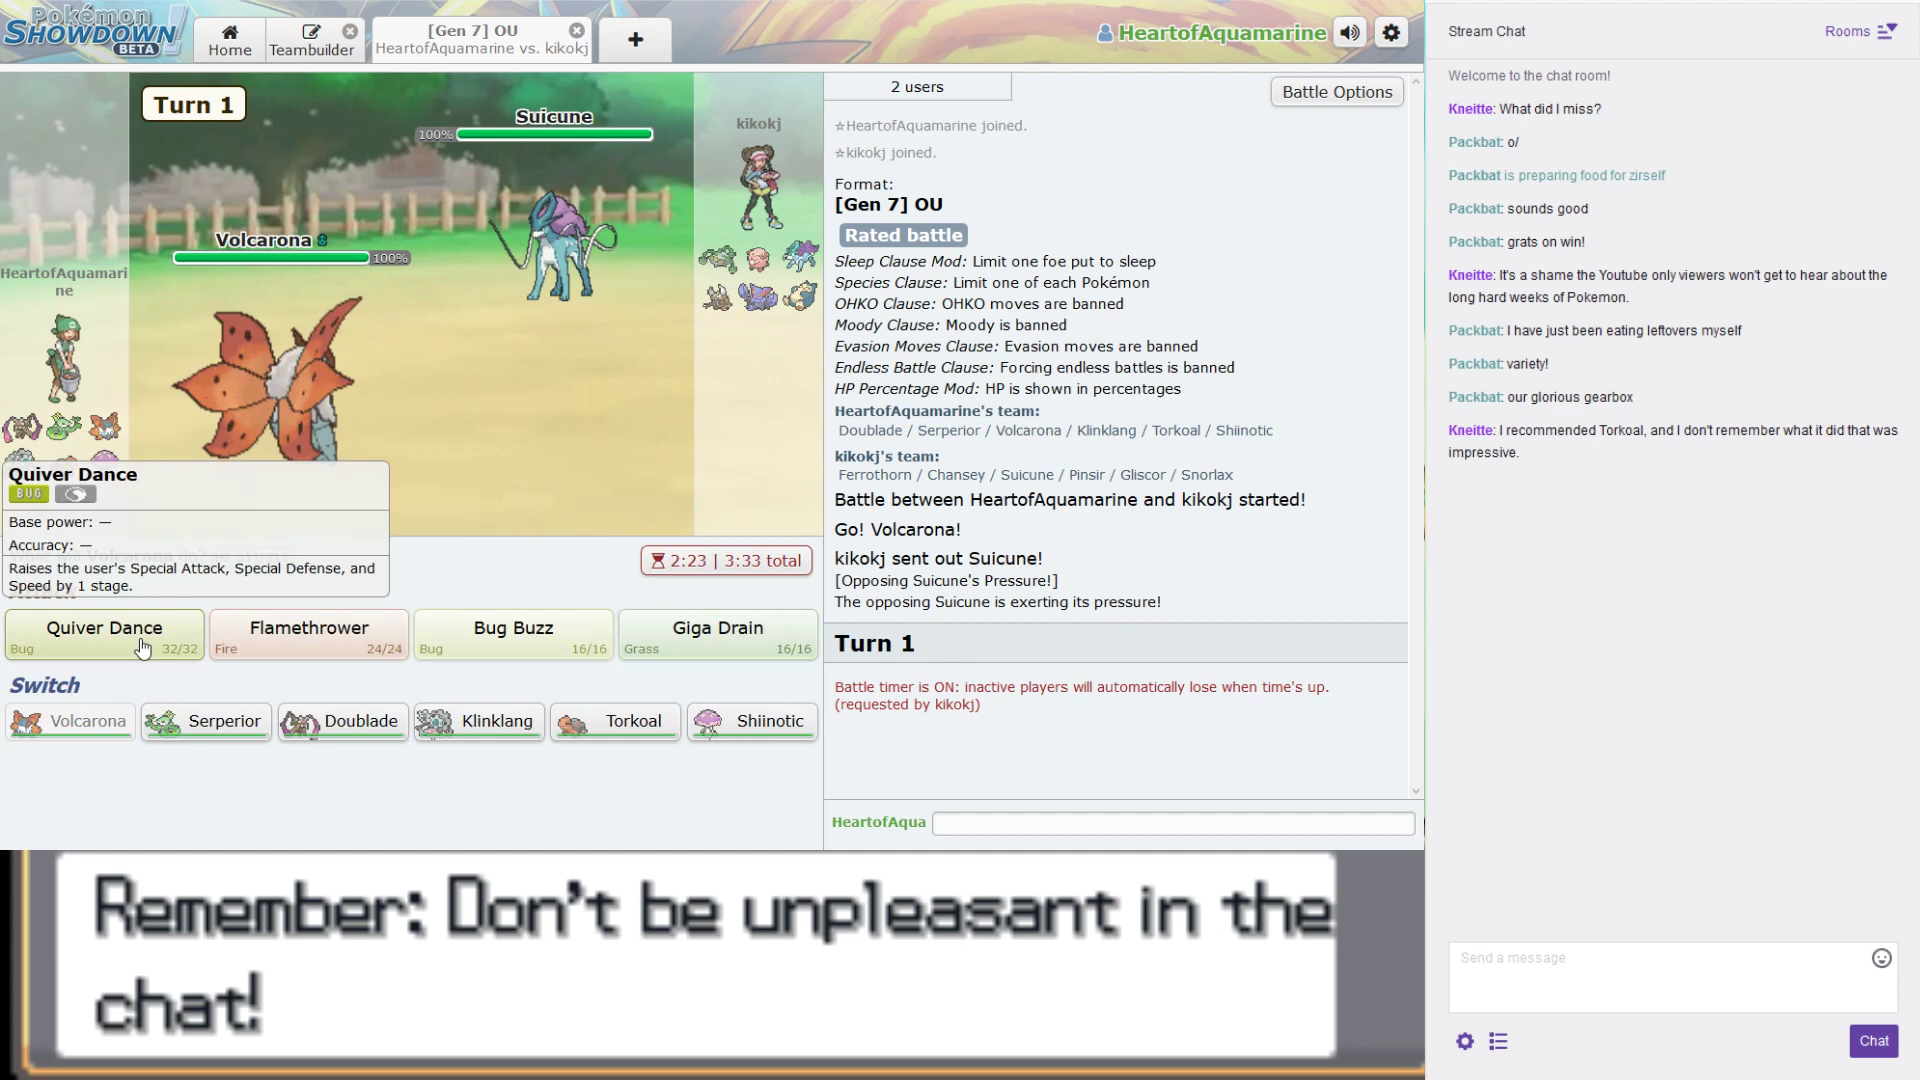 Pokémon
SHOWDOWN!
BETA
Home
Teambuilder
[Gen 7] OU
HeartofAquamarine vs. kikokj
+
HeartofAquamarine
Turn 1
Suicune
100%
Volcarona
100%
HeartofAquamari
ne
kikokj
Quiver Dance
BUG
Base power: —
Accuracy: —
Raises the user's Special Attack, Special Defense, and
Speed by 1 stage.
2:23 | 3:33 total
Quiver Dance
Bug 32/32
Flamethrower
Fire 24/24
Bug Buzz
Bug 16/16
Giga Drain
Grass 16/16
Switch
Volcarona
Serperior
Doublade
Klinklang
Torkoal
Shiinotic
2 users
Battle Options
☆HeartofAquamarine joined.
☆kikokj joined.
Format:
[Gen 7] OU
Rated battle
Sleep Clause Mod: Limit one foe put to sleep
Species Clause: Limit one of each Pokémon
OHKO Clause: OHKO moves are banned
Moody Clause: Moody is banned
Evasion Moves Clause: Evasion moves are banned
Endless Battle Clause: Forcing endless battles is banned
HP Percentage Mod: HP is shown in percentages
HeartofAquamarine's team:
Doublade / Serperior / Volcarona / Klinklang / Torkoal / Shiinotic
kikokj's team:
Ferrothorn / Chansey / Suicune / Pinsir / Gliscor / Snorlax
Battle between HeartofAquamarine and kikokj started!
Go! Volcarona!
kikokj sent out Suicune!
[Opposing Suicune's Pressure!]
The opposing Suicune is exerting its pressure!
Turn 1
Battle timer is ON: inactive players will automatically lose when time's up.
(requested by kikokj)
HeartofAqua
Stream Chat
Rooms
Welcome to the chat room!
Kneitte: What did I miss?
Packbat: o/
Packbat is preparing food for zirself
Packbat: sounds good
Packbat: grats on win!
Kneitte: It's a shame the Youtube only viewers won't get to hear about the
long hard weeks of Pokemon.
Packbat: I have just been eating leftovers myself
Packbat: variety!
Packbat: our glorious gearbox
Kneitte: I recommended Torkoal, and I don't remember what it did that was
impressive.
Send a message
Chat
Remember: Don't be unpleasant in the
chat!